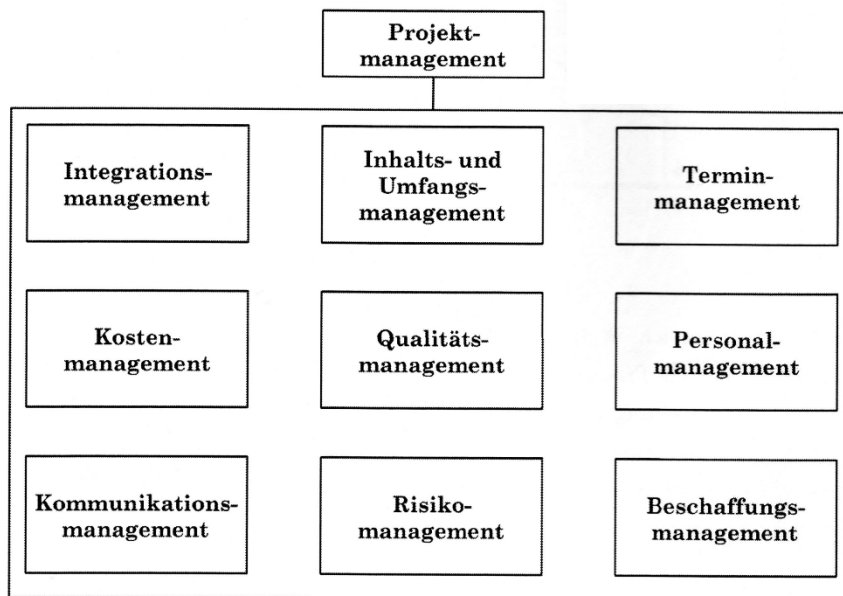 Projekt-
management
Integrations-
management
Inhalts- und
Umfangs-
management
Termin-
management
Kosten-
management
Qualitäts-
management
Personal-
management
Kommunikations-
management
Risiko-
management
Beschaffungs-
management